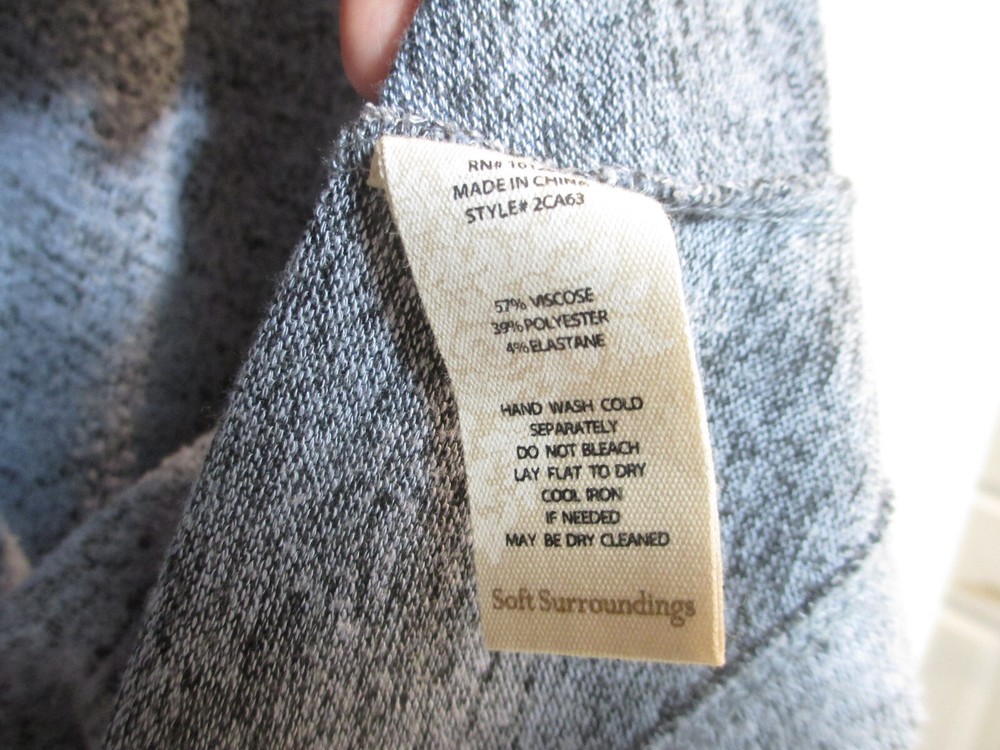 RN#
MADE IN CHINA
STYLE# 2CA63
57% VISCOSE
39% POLYESTER
4% ELASTANE
HAND WASH COLD
SEPARATELY
DO NOT BLEACH
LAY FLAT TO DRY
COOL IRON
IF NEEDED
MAY BE DRY CLEANED
Soft Surroundings